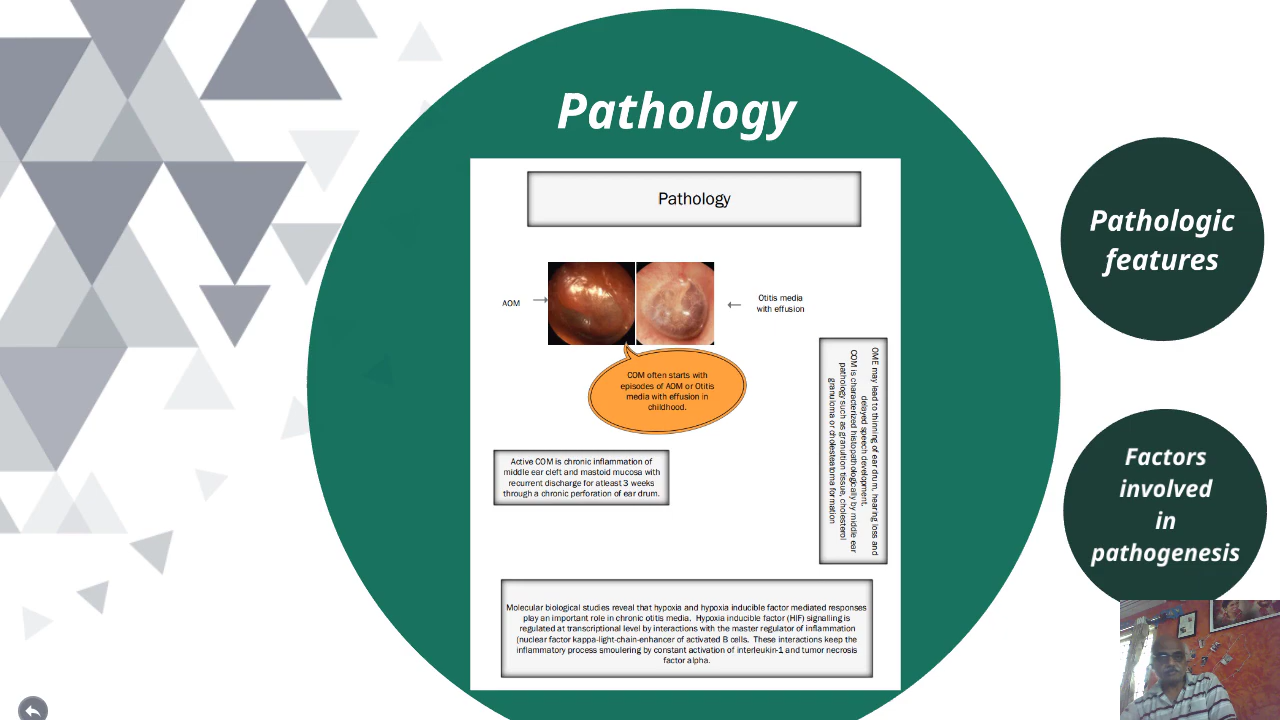 Pathology
Pathology
AOM
Otitis media
with effusion
COM often starts with
episodes of AOM or Otitis
media with effusion in
childhood.
OME may lead to thinning of ear drum, hearing loss and
delayed speech development.
COM is characterized histopathologically by middle ear
pathology such as granultion tissue, cholesterol
granuloma or cholesteatoma formation
Active COM is chronic inflammation of
middle ear cleft and mastoid mucosa with
recurrent discharge for atleast 3 weeks
through a chronic perforation of ear drum.
Molecular biological studies reveal that hypoxia and hypoxia inducible factor mediated responses
play an important role in chronic otitis media. Hypoxia inducible factor (HIF) signalling is
regulated at transcriptional level by interactions with the master regulator of inflammation
(nuclear factor kappa-light-chain-enhancer of activated B cells. These interactions keep the
inflammatory process smouldering by constant activation of interleukin-1 and tumor necrosis
factor alpha.
Pathologic
features
Factors
involved
in
pathogenesis